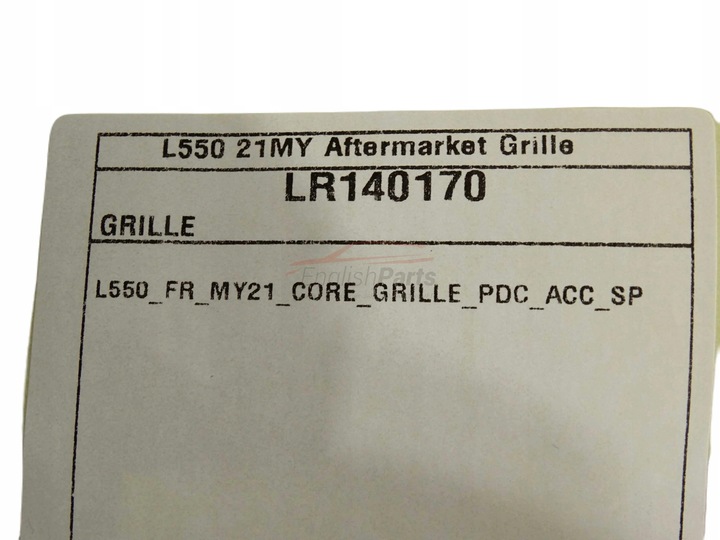 L550 21MY Aftermarket Grille
LR140170
GRILLE
EnglishParts
L550_FR_MY21_CORE_GRILLE_PDC_ACC_SP